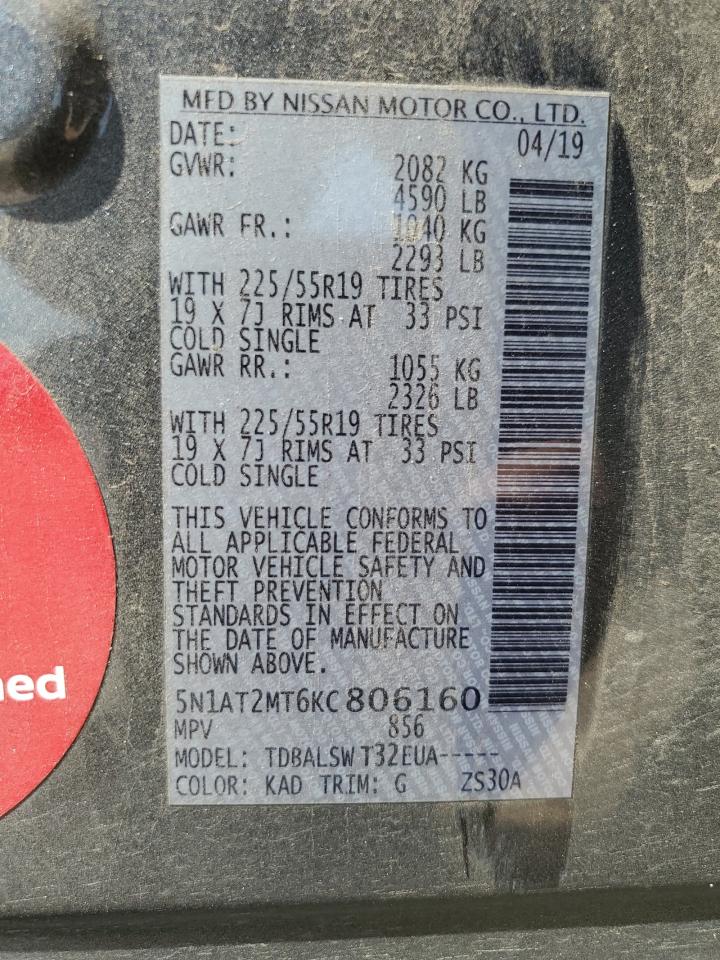 MFD BY NISSAN MOTOR CO., LTD.
DATE: 04/19
GVWR: 2082 KG
4590 LB
GAWR FR.: 1040 KG
2293 LB
WITH 225/55R19 TIRES
19 X 7J RIMS AT 33 PSI
COLD SINGLE
GAWR RR.: 1055 KG
2326 LB
WITH 225/55R19 TIRES
19 X 7J RIMS AT 33 PSI
COLD SINGLE
THIS VEHICLE CONFORMS TO
ALL APPLICABLE FEDERAL
MOTOR VEHICLE SAFETY AND
THEFT PREVENTION
STANDARDS IN EFFECT ON
THE DATE OF MANUFACTURE
SHOWN ABOVE.
5N1AT2MT6KC806160
MPV 856
MODEL: TDBALSW T32EUA-----
COLOR: KAD TRIM: G ZS30A